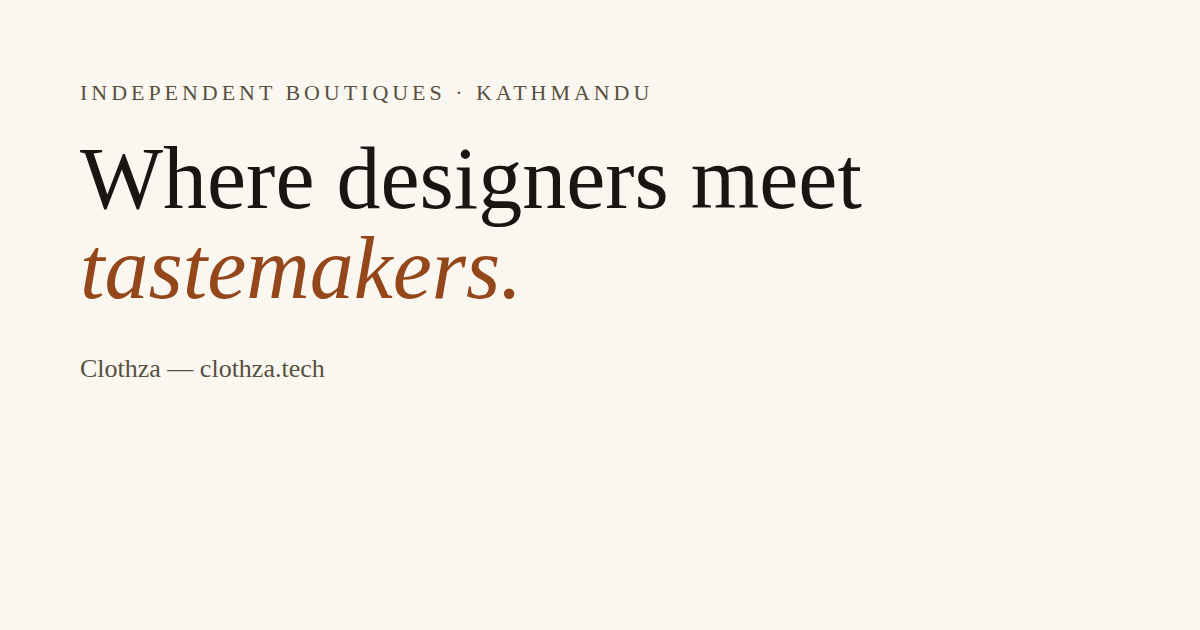 INDEPENDENT BOUTIQUES · KATHMANDU
Where designers meet
tastemakers.
Clothza — clothza.tech